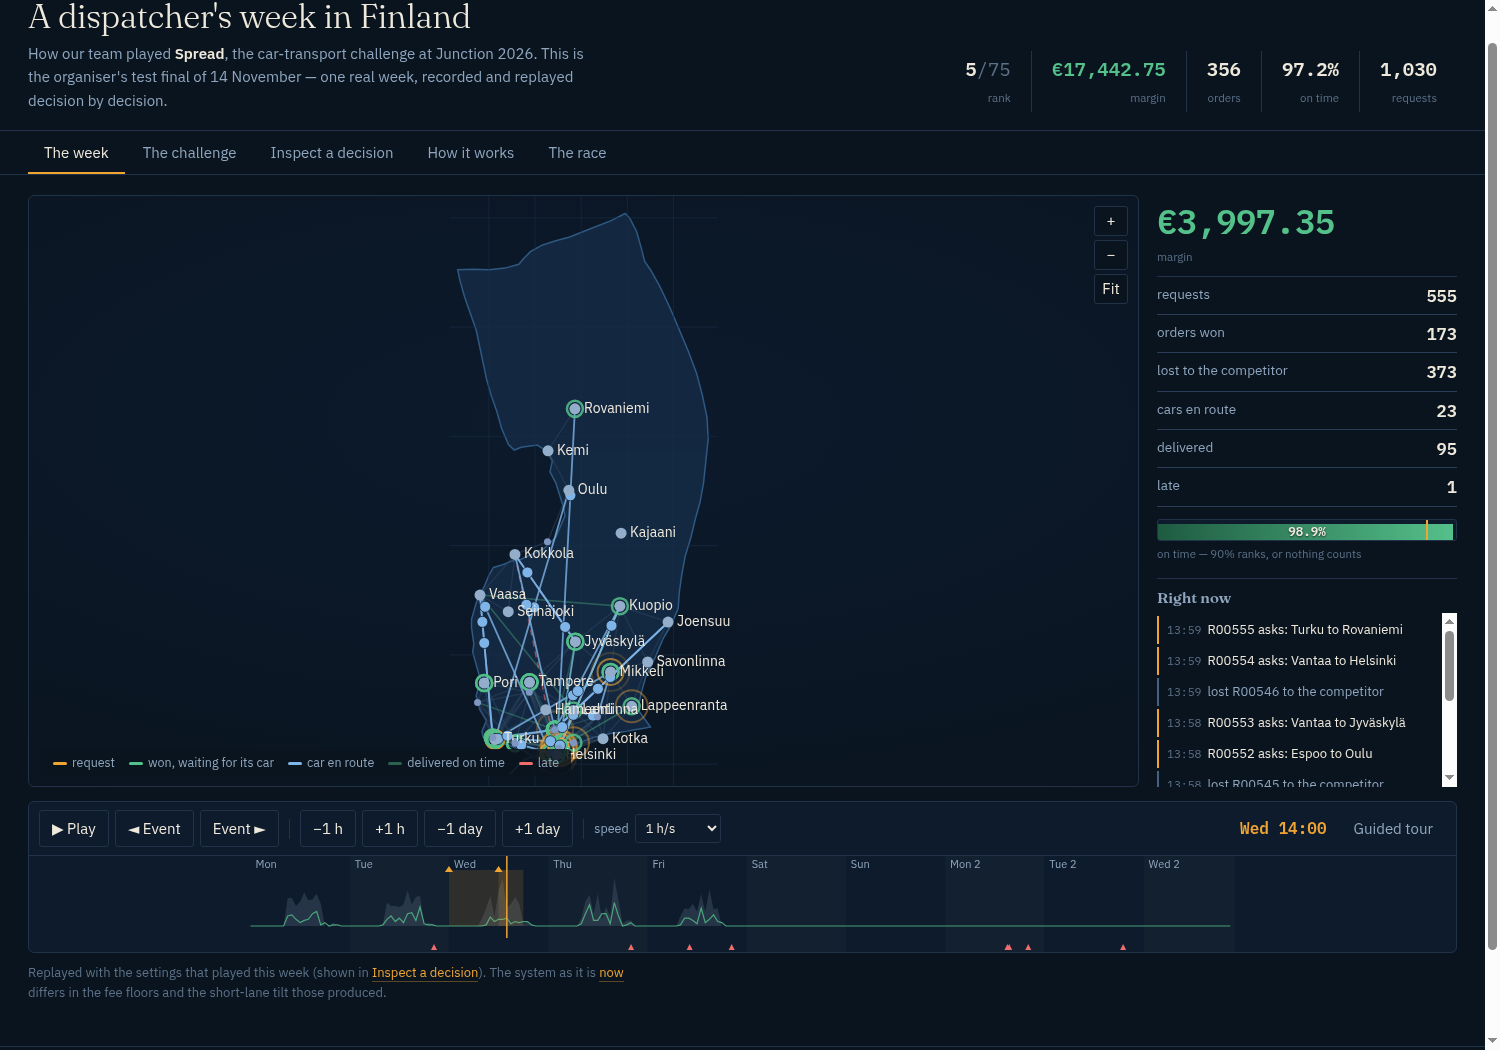 A dispatcher's week in Finland
How our team played Spread, the car-transport challenge at Junction 2026. This is
the organiser's test final of 14 November — one real week, recorded and replayed
decision by decision.
5/75
rank
€17,442.75
margin
356
orders
97.2%
on time
1,030
requests
The week
The challenge
Inspect a decision
How it works
The race
+
−
Fit
Rovaniemi
Kemi
Oulu
Kajaani
Kokkola
Vaasa
Seinäjoki
Kuopio
Joensuu
Jyväskylä
Savonlinna
Mikkeli
Pori
Tampere
Lappeenranta
Hämeenlinna
Lahti
Turku
Kotka
Helsinki
request
won, waiting for its car
car en route
delivered on time
late
€3,997.35
margin
requests 555
orders won 173
lost to the competitor 373
cars en route 23
delivered 95
late 1
98.9%
on time — 90% ranks, or nothing counts
Right now
13:59 R00555 asks: Turku to Rovaniemi
13:59 R00554 asks: Vantaa to Helsinki
13:59 lost R00546 to the competitor
13:58 R00553 asks: Vantaa to Jyväskylä
13:58 R00552 asks: Espoo to Oulu
13:58 lost R00545 to the competitor
▶ Play
◄ Event
Event ►
−1 h
+1 h
−1 day
+1 day
speed
1 h/s
Wed 14:00
Guided tour
Mon
Tue
Wed
Thu
Fri
Sat
Sun
Mon 2
Tue 2
Wed 2
Replayed with the settings that played this week (shown in Inspect a decision). The system as it is now
differs in the fee floors and the short-lane tilt those produced.